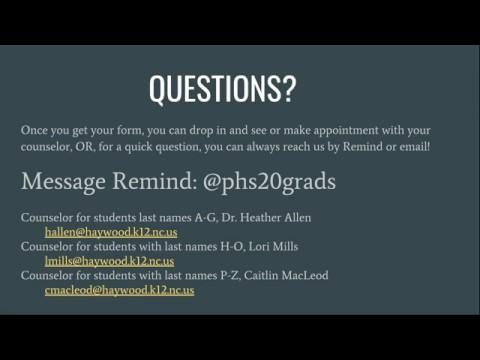 QUESTIONS?
Once you get your form, you can drop in and see or make appointment with your
counselor, OR, for a quick question, you can always reach us by Remind or email!
Message Remind: @phs20grads
Counselor for students last names A-G, Dr. Heather Allen
hallen@haywood.k12.nc.us
Counselor for students with last names H-O, Lori Mills
lmills@haywood.k12.nc.us
Counselor for students with last names P-Z, Caitlin MacLeod
cmacleod@haywood.k12.nc.us